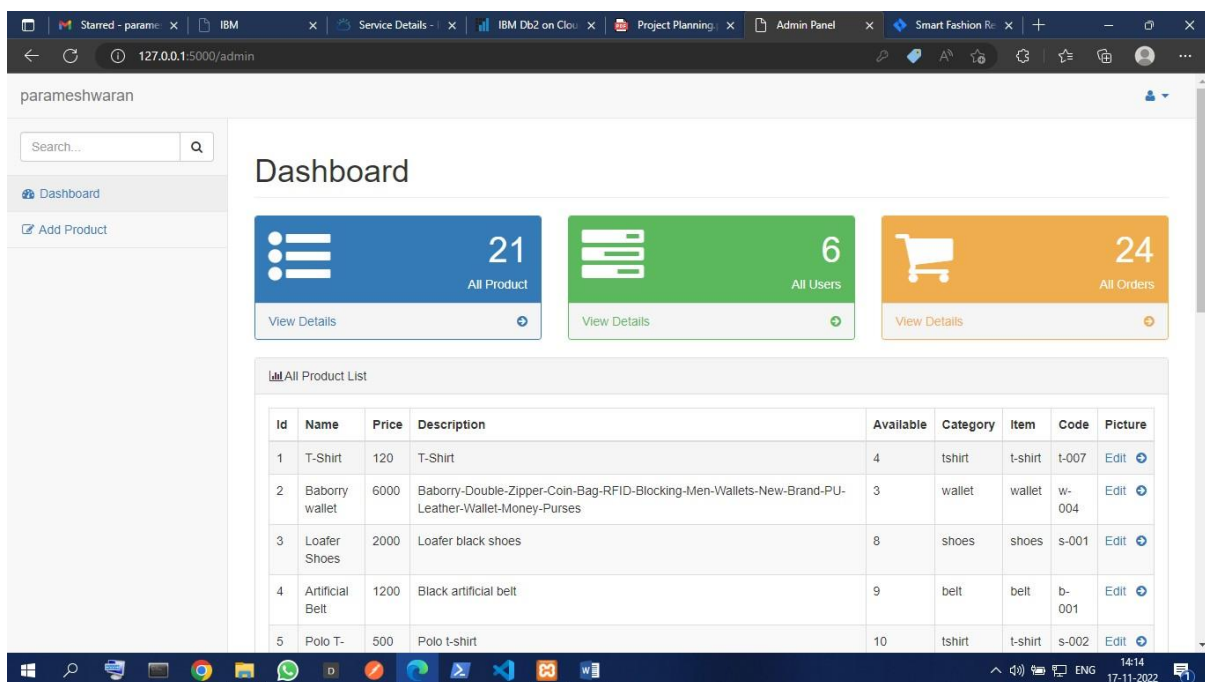 Starred - parame
IBM
Service Details - I
IBM Db2 on Clou
Project Planning.p
Admin Panel
Smart Fashion Re
127.0.0.1:5000/admin
parameshwaran
Search...
Dashboard
Add Product
Dashboard
21
All Product
View Details
6
All Users
View Details
24
All Orders
View Details
All Product List
Id Name Price Description Available Category Item Code Picture
1 T-Shirt 120 T-Shirt 4 tshirt t-shirt t-007 Edit
2 Baborry 6000 Baborry-Double-Zipper-Coin-Bag-RFID-Blocking-Men-Wallets-New-Brand-PU- 3 wallet wallet w- Edit
wallet Leather-Wallet-Money-Purses 004
3 Loafer 2000 Loafer black shoes 8 shoes shoes s-001 Edit
Shoes
4 Artificial 1200 Black artificial belt 9 belt belt b- Edit
Belt 001
5 Polo T- 500 Polo t-shirt 10 tshirt t-shirt s-002 Edit
ENG
14:14
17-11-2022